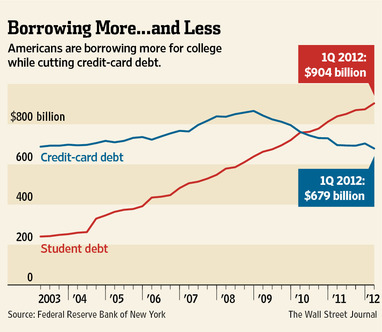 Borrowing More...and Less
Americans are borrowing more for college
while cutting credit-card debt.
1Q 2012:
$904 billion
$800 billion
600
Credit-card debt
400
1Q 2012:
$679 billion
200
Student debt
0
2003 '04 '05 '06 '07 '08 '09 '10 '11 '12
Source: Federal Reserve Bank of New York
The Wall Street Journal